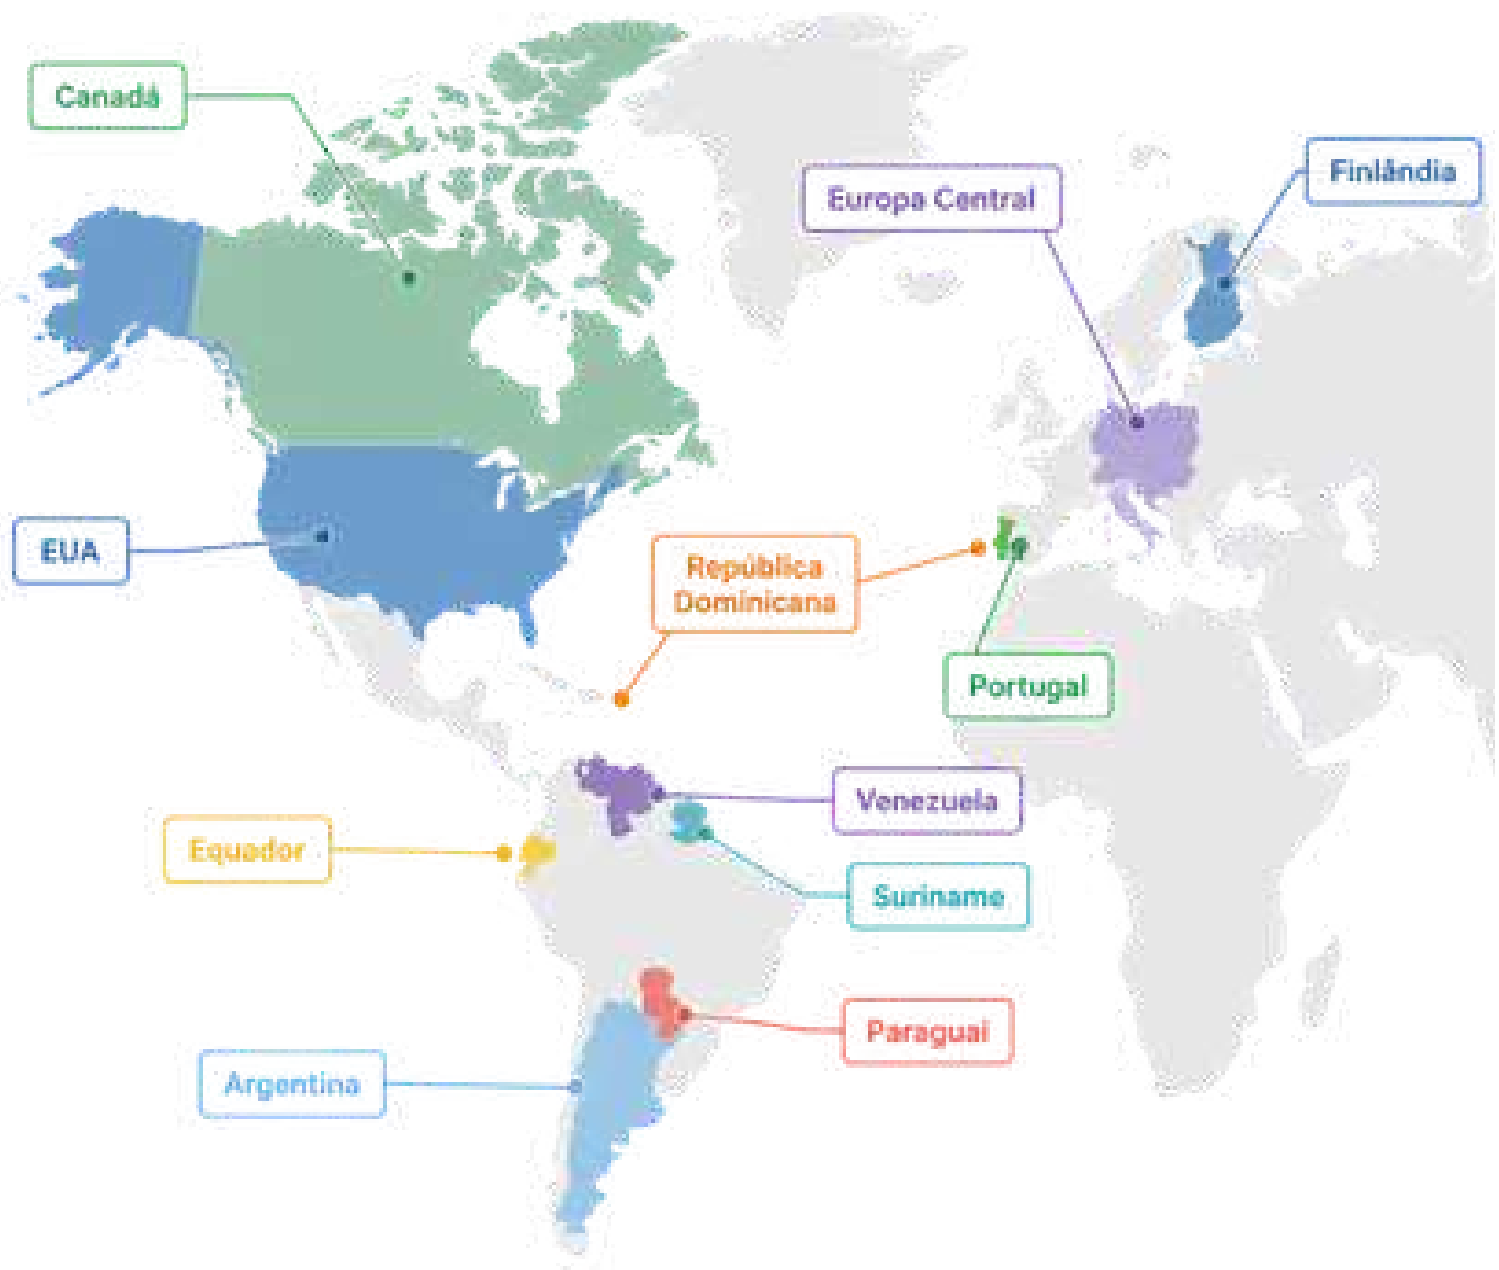 Canadá
Finlândia
Europa Central
EUA
República
Dominicana
Portugal
Venezuela
Equador
Suriname
Paraguai
Argentina